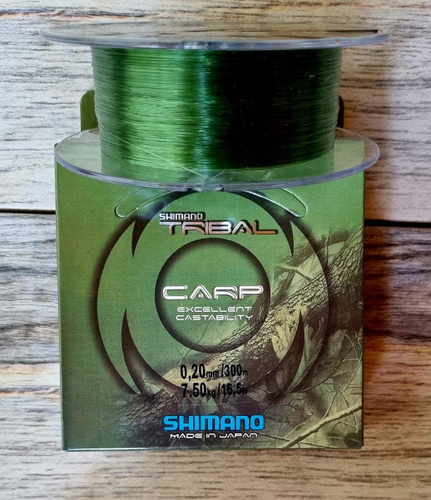 SHIMANO
TRIBAL
CARP
EXCELLENT
CASTABILITY
0,20mm/300m
7.50kg/16,5lb
SHIMANO
MADE IN JAPAN